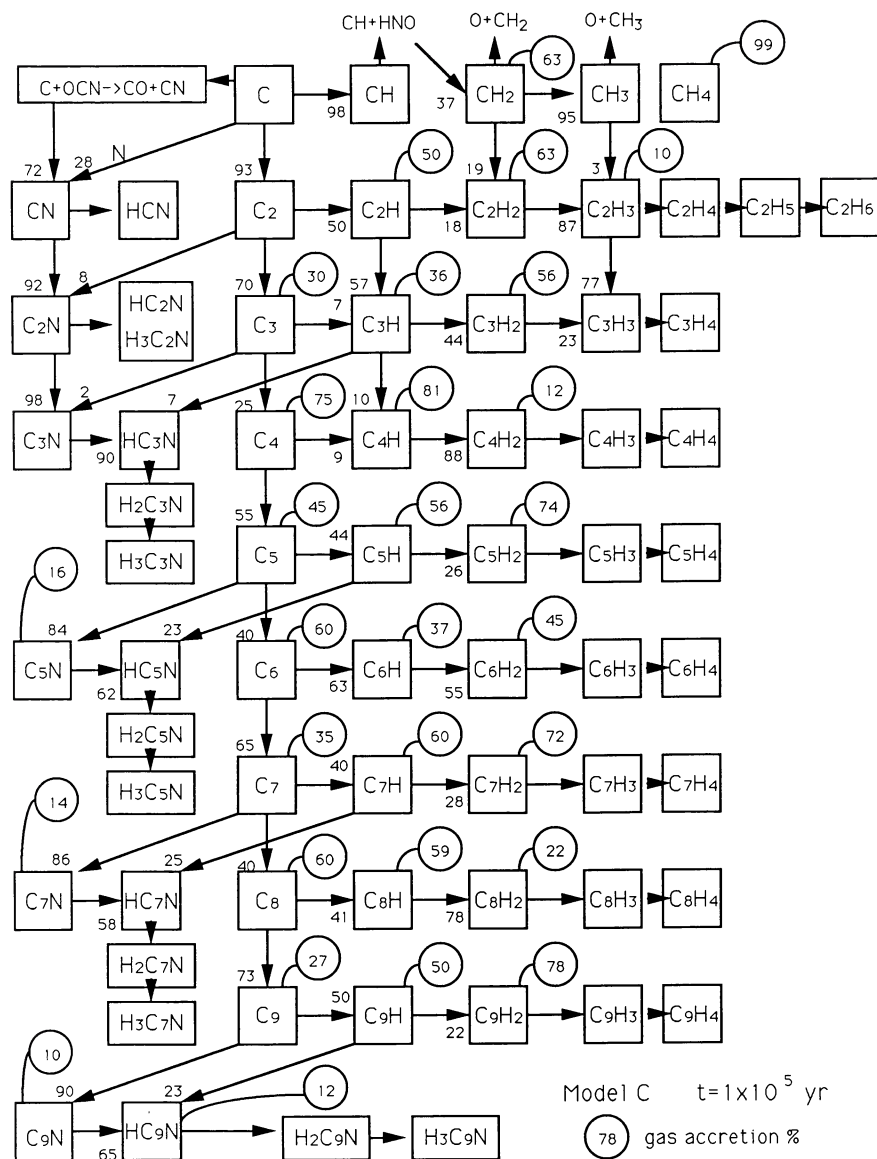 CH+HNO O+CH2 O+CH3
63 99
C+OCN->CO+CN C 98 CH 37 CH2 95 CH3 CH4
N
72 28 93 50 19 63 3 10
CN HCN C2 50 C2H 18 C2H2 87 C2H3 C2H4 C2H5 C2H6
92 8 70 30 7 57 36 56 77
C2N HC2N H3C2N C3 C3H 44 C3H2 23 C3H3 C3H4
98 2 7 25 75 10 81 12
C3N 90 HC3N C4 9 C4H 88 C4H2 C4H3 C4H4
H2C3N
55 45 44 56 74
H3C3N C5 C5H 26 C5H2 C5H3 C5H4
16
84 23 40 60 37 45
C5N 62 HC5N C6 63 C6H 55 C6H2 C6H3 C6H4
H2C5N
65 35 40 60 72
H3C5N C7 C7H 28 C7H2 C7H3 C7H4
14
86 25 40 60 59 22
C7N 58 HC7N C8 41 C8H 78 C8H2 C8H3 C8H4
H2C7N
73 27 50 50 78
H3C7N C9 C9H 22 C9H2 C9H3 C9H4
10
90 23 12
C9N 65 HC9N H2C9N H3C9N
Model C t=1x10^5 yr
78 gas accretion %